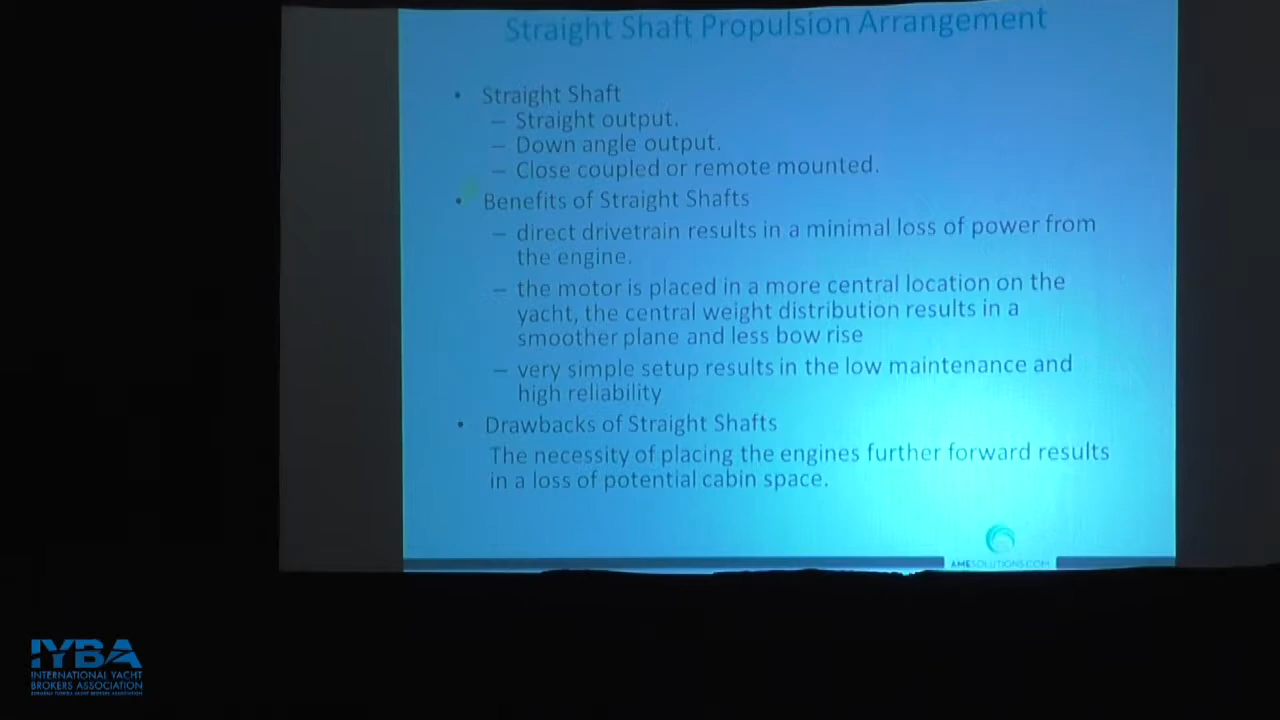 Straight Shaft Propulsion Arrangement
• Straight Shaft
– Straight output.
– Down angle output.
– Close coupled or remote mounted.
• Benefits of Straight Shafts
– direct drivetrain results in a minimal loss of power from
the engine.
– the motor is placed in a more central location on the
yacht, the central weight distribution results in a
smoother plane and less bow rise
– very simple setup results in the low maintenance and
high reliability
• Drawbacks of Straight Shafts
The necessity of placing the engines further forward results
in a loss of potential cabin space.
AMESOLUTIONS.COM
IYBA
INTERNATIONAL YACHT
BROKERS ASSOCIATION